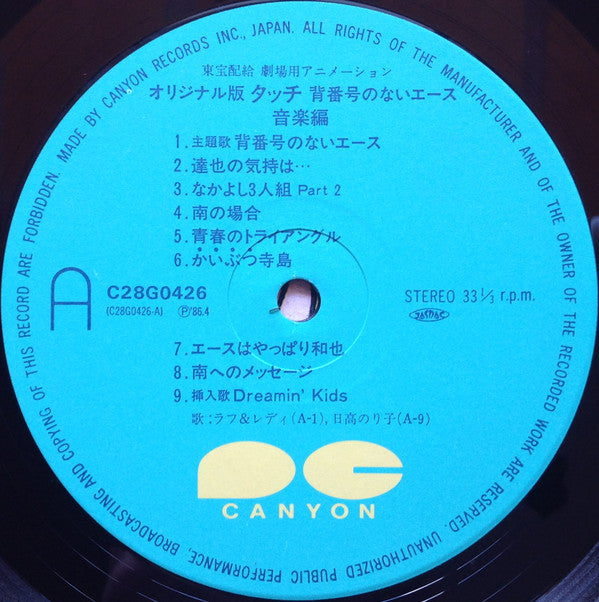 MADE BY CANYON RECORDS INC., JAPAN. ALL RIGHTS OF THE MANUFACTURER AND OF THE OWNER OF THE RECORDED WORK ARE RESERVED. UNAUTHORIZED PUBLIC PERFORMANCE, BROADCASTING AND COPYING OF THIS RECORD ARE FORBIDDEN.
東宝配給 劇場用アニメーション
オリジナル版 タッチ 背番号のないエース
音楽編
1. 主題歌 背番号のないエース
2. 達也の気持は…
3. なかよし3人組 Part 2
4. 南の場合
5. 青春のトライアングル
6. かいぶつ寺島
A
C28G0426
(C28G0426-A) Ⓟ'86.4
STEREO 33 1/3 r.p.m.
JASRAC
7. エースはやっぱり和也
8. 南へのメッセージ
9. 挿入歌 Dreamin' Kids
歌:ラフ&レディ(A-1), 日高のり子(A-9)
CANYON